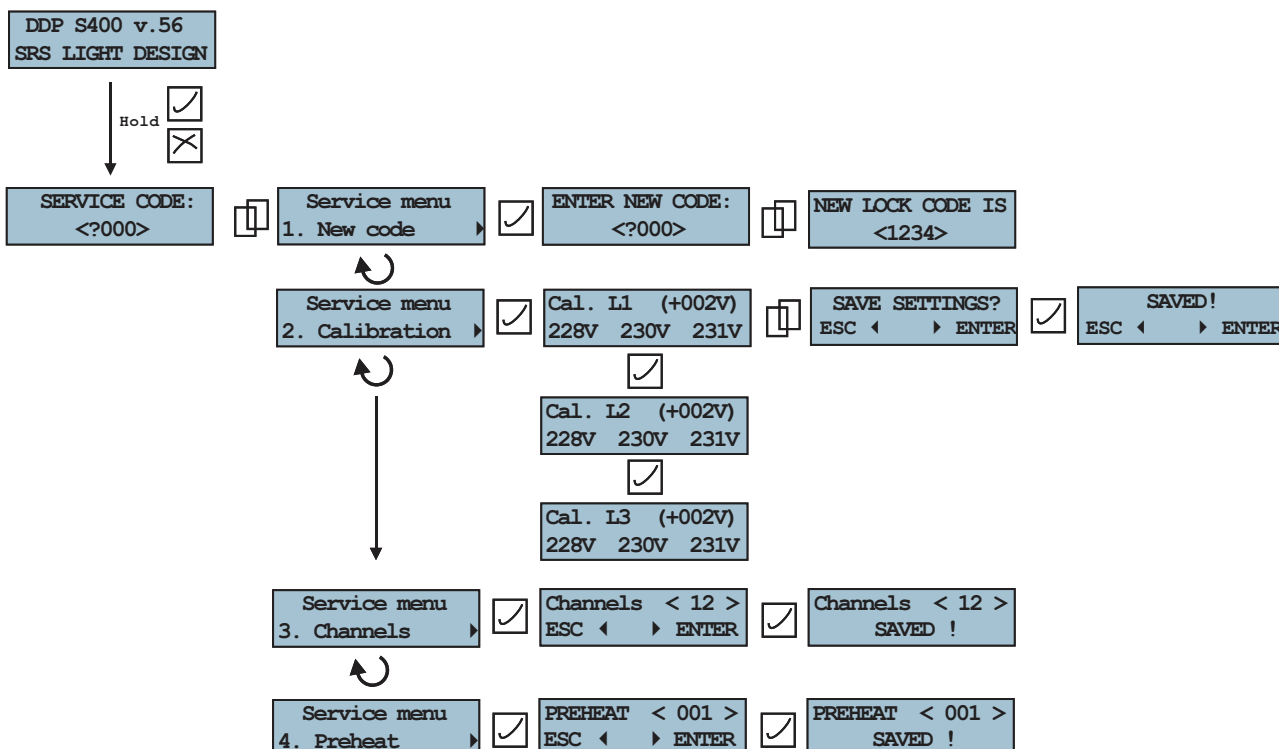 DDP S400 v.56
SRS LIGHT DESIGN
Hold
SERVICE CODE:
<?000>
Service menu
1. New code
ENTER NEW CODE:
<?000>
NEW LOCK CODE IS
<1234>
Service menu
2. Calibration
Cal. L1 (+002V)
228V 230V 231V
SAVE SETTINGS?
ESC ENTER
SAVED!
ESC ENTER
Cal. L2 (+002V)
228V 230V 231V
Cal. L3 (+002V)
228V 230V 231V
Service menu
3. Channels
Channels < 12 >
ESC ENTER
Channels < 12 >
SAVED !
Service menu
4. Preheat
PREHEAT < 001 >
ESC ENTER
PREHEAT < 001 >
SAVED !